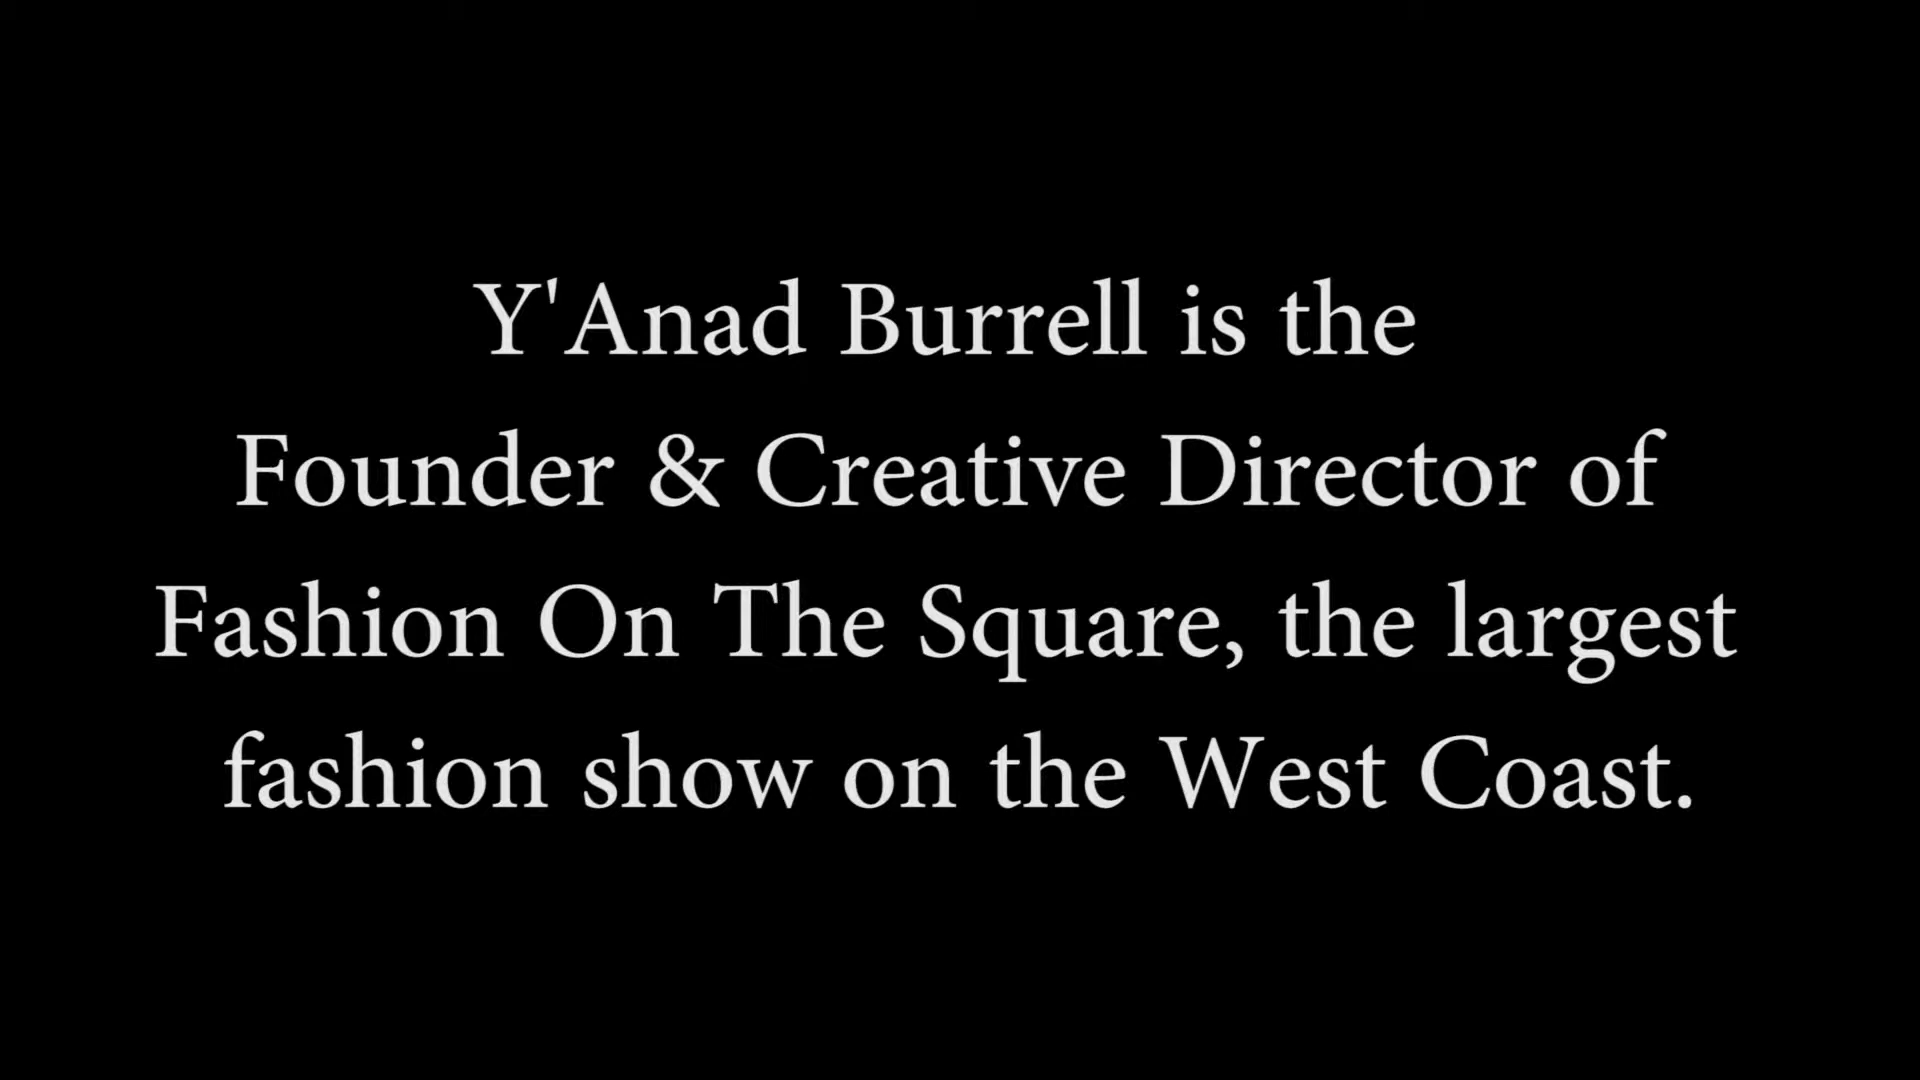 Y'Anad Burrell is the
Founder & Creative Director of
Fashion On The Square, the largest
fashion show on the West Coast.